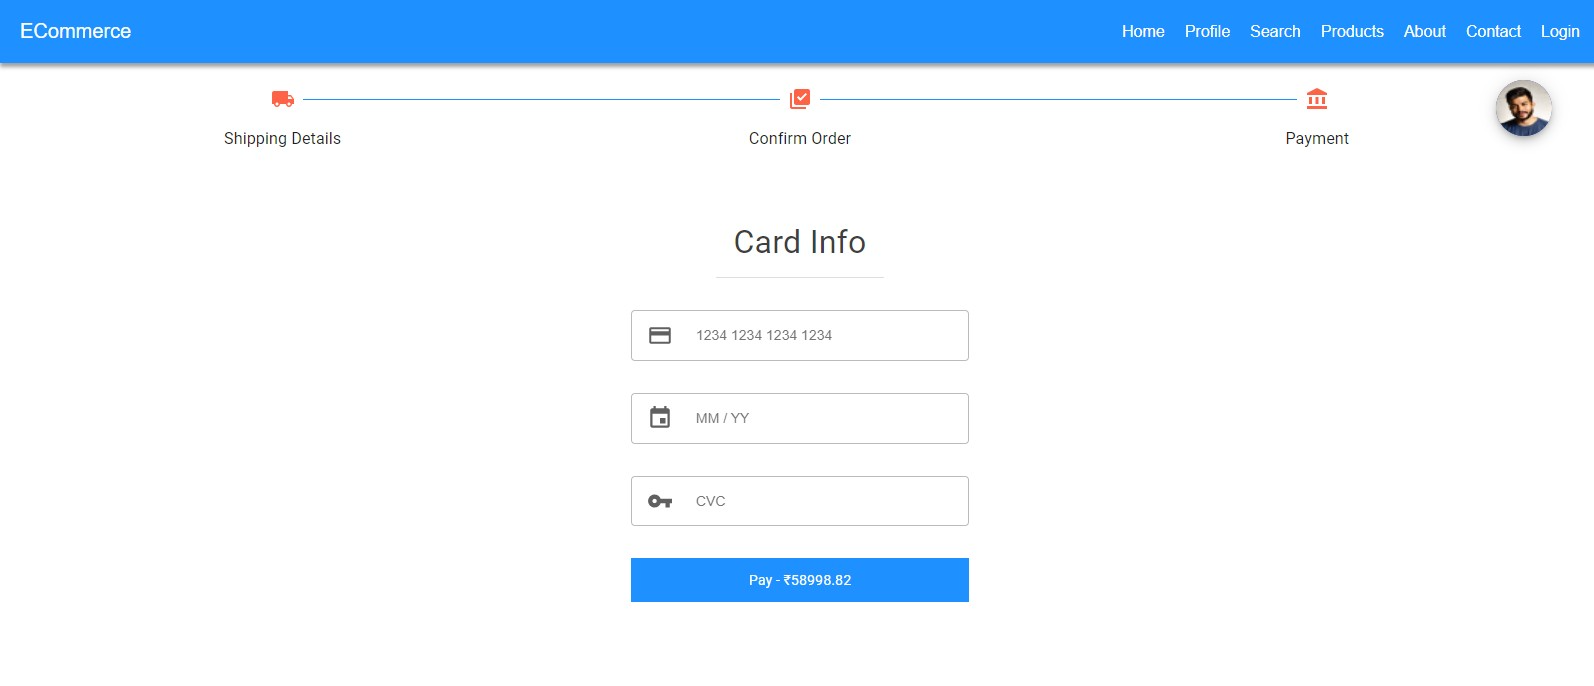 ECommerce
Home Profile Search Products About Contact Login
Shipping Details
Confirm Order
Payment
Card Info
1234 1234 1234 1234
MM / YY
CVC
Pay - ₹58998.82